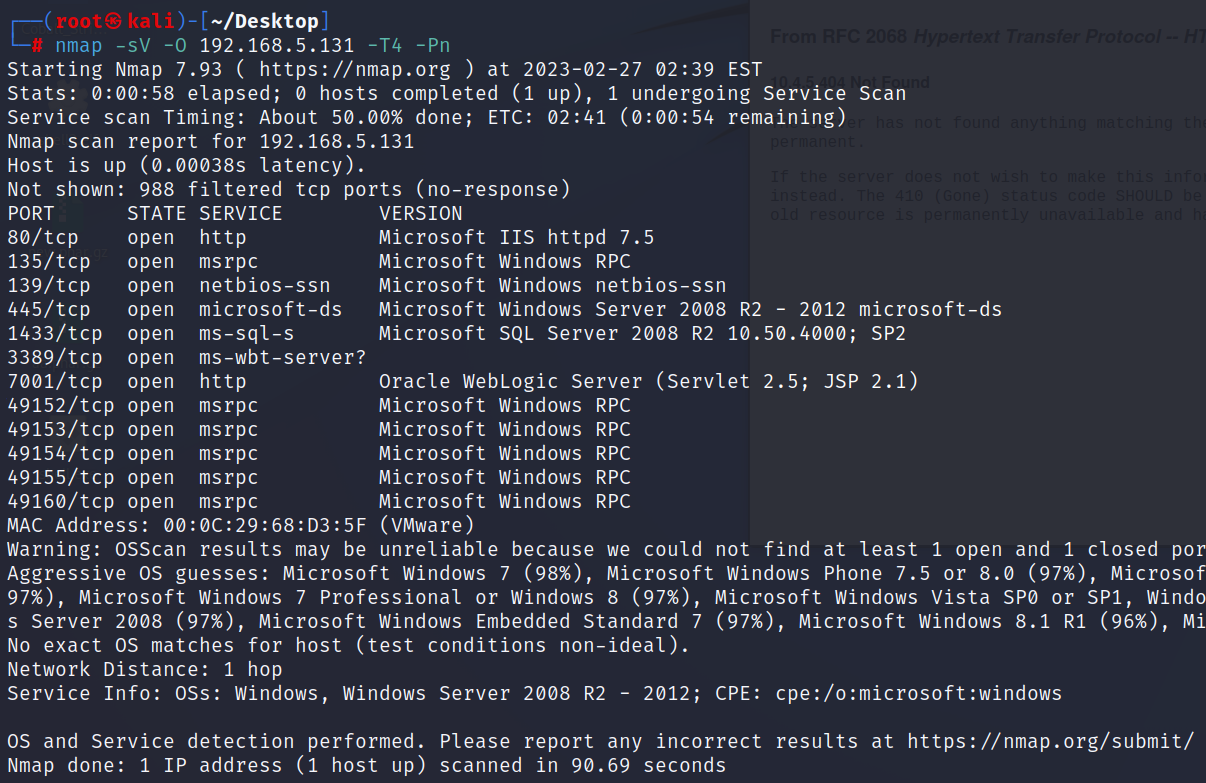 ┌──(root㉿kali)-[~/Desktop]
└─# nmap -sV -O 192.168.5.131 -T4 -Pn
Starting Nmap 7.93 ( https://nmap.org ) at 2023-02-27 02:39 EST
Stats: 0:00:58 elapsed; 0 hosts completed (1 up), 1 undergoing Service Scan
Service scan Timing: About 50.00% done; ETC: 02:41 (0:00:54 remaining)
Nmap scan report for 192.168.5.131
Host is up (0.00038s latency).
Not shown: 988 filtered tcp ports (no-response)
PORT      STATE SERVICE        VERSION
80/tcp    open  http           Microsoft IIS httpd 7.5
135/tcp   open  msrpc          Microsoft Windows RPC
139/tcp   open  netbios-ssn    Microsoft Windows netbios-ssn
445/tcp   open  microsoft-ds   Microsoft Windows Server 2008 R2 - 2012 microsoft-ds
1433/tcp  open  ms-sql-s       Microsoft SQL Server 2008 R2 10.50.4000; SP2
3389/tcp  open  ms-wbt-server?
7001/tcp  open  http           Oracle WebLogic Server (Servlet 2.5; JSP 2.1)
49152/tcp open  msrpc          Microsoft Windows RPC
49153/tcp open  msrpc          Microsoft Windows RPC
49154/tcp open  msrpc          Microsoft Windows RPC
49155/tcp open  msrpc          Microsoft Windows RPC
49160/tcp open  msrpc          Microsoft Windows RPC
MAC Address: 00:0C:29:68:D3:5F (VMware)
Warning: OSScan results may be unreliable because we could not find at least 1 open and 1 closed por
Aggressive OS guesses: Microsoft Windows 7 (98%), Microsoft Windows Phone 7.5 or 8.0 (97%), Microsof
97%), Microsoft Windows 7 Professional or Windows 8 (97%), Microsoft Windows Vista SP0 or SP1, Windo
s Server 2008 (97%), Microsoft Windows Embedded Standard 7 (97%), Microsoft Windows 8.1 R1 (96%), Mi
No exact OS matches for host (test conditions non-ideal).
Network Distance: 1 hop
Service Info: OSs: Windows, Windows Server 2008 R2 - 2012; CPE: cpe:/o:microsoft:windows
OS and Service detection performed. Please report any incorrect results at https://nmap.org/submit/
Nmap done: 1 IP address (1 host up) scanned in 90.69 seconds
From RFC 2068 Hypertext Transfer Protocol -- HT
10.4.5 404 Not Found
The server has not found anything matching the
permanent.
If the server does not wish to make this infor
instead. The 410 (Gone) status code SHOULD be
old resource is permanently unavailable and ha